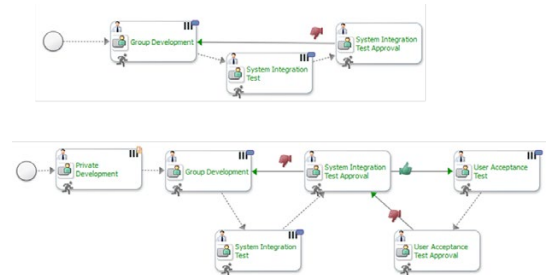 Group Development
System Integration
Test Approval
System Integration
Test
Private
Development
Group Development
System Integration
Test Approval
User Acceptance
Test
System Integration
Test
User Acceptance
Test Approval